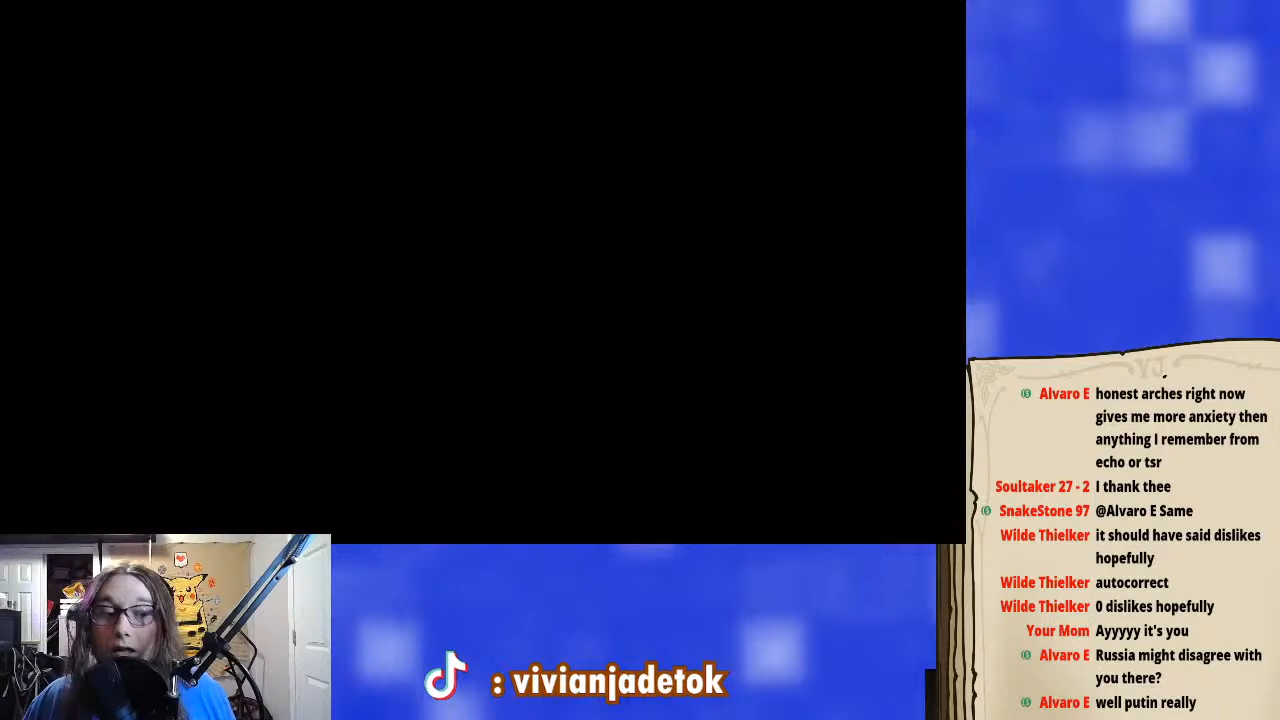 VJ
Alvaro E honest arches right now
gives me more anxiety then
anything I remember from
echo or tsr
Soultaker 27 - 2 I thank thee
SnakeStone 97 @Alvaro E Same
Wilde Thielker it should have said dislikes
hopefully
Wilde Thielker autocorrect
Wilde Thielker 0 dislikes hopefully
Your Mom Ayyyyy it's you
Alvaro E Russia might disagree with
you there?
Alvaro E well putin really
: vivianjadetok